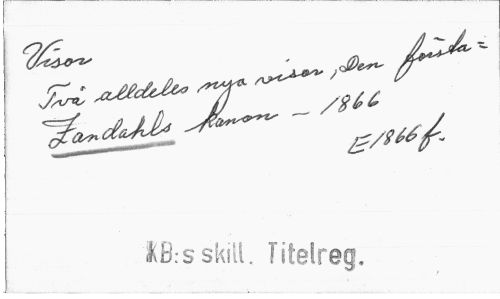 Visor
Två alldeles nya visor, Den första=
Zandahls kanon – 1866
E1866f.
KB:s skill. Titelreg.